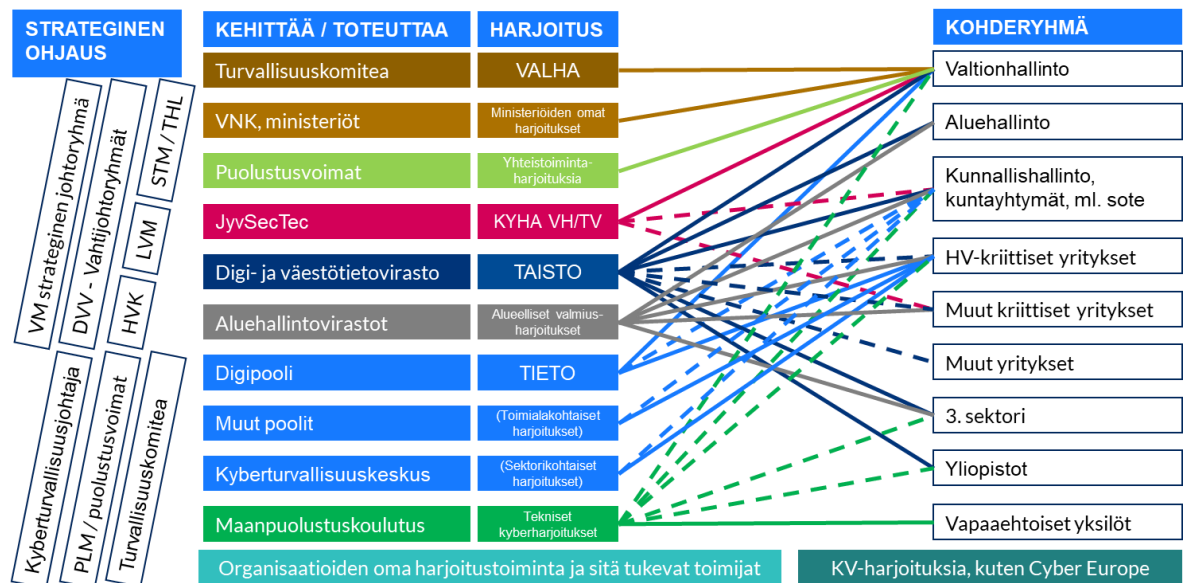 STRATEGINEN
OHJAUS
KEHITTÄÄ / TOTEUTTAA
HARJOITUS
KOHDERYHMÄ
VM strateginen johtoryhmä
DVV - Vahtijohtoryhmät
STM / THL
LVM
HVK
Kyberturvallisuusjohtaja
PLM / puolustusvoimat
Turvallisuuskomitea
Turvallisuuskomitea
VALHA
VNK, ministeriöt
Ministeriöiden omat
harjoitukset
Puolustusvoimat
Yhteistoiminta-
harjoituksia
JyvSecTec
KYHA VH/TV
Digi- ja väestötietovirasto
TAISTO
Aluehallintovirastot
Alueelliset valmius-
harjoitukset
Digipooli
TIETO
Muut poolit
(Toimialakohtaiset
harjoitukset)
Kyberturvallisuuskeskus
(Sektorikohtaiset
harjoitukset)
Maanpuolustuskoulutus
Tekniset
kyberharjoitukset
Valtionhallinto
Aluehallinto
Kunnallishallinto,
kuntayhtymät, ml. sote
HV-kriittiset yritykset
Muut kriittiset yritykset
Muut yritykset
3. sektori
Yliopistot
Vapaaehtoiset yksilöt
Organisaatioiden oma harjoitustoiminta ja sitä tukevat toimijat
KV-harjoituksia, kuten Cyber Europe